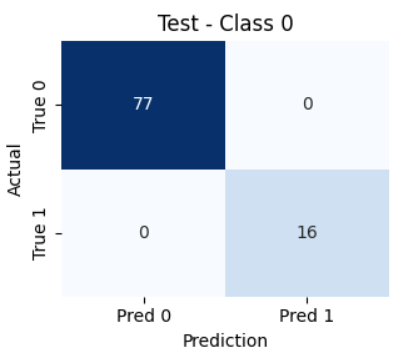 Test - Class 0
True 0
77
0
Actual
True 1
0
16
Pred 0
Pred 1
Prediction